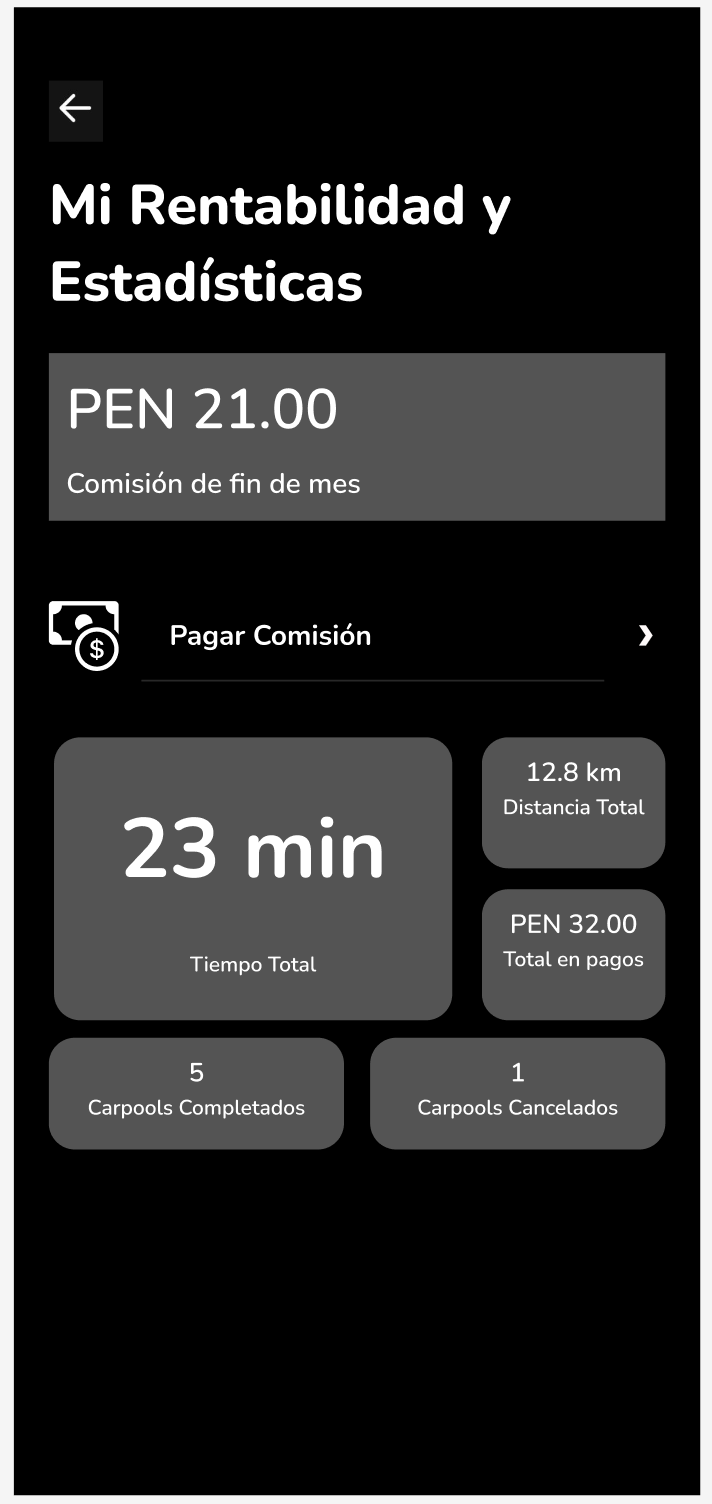 Mi Rentabilidad y
Estadísticas
PEN 21.00
Comisión de fin de mes
$
Pagar Comisión
›
23 min
Tiempo Total
12.8 km
Distancia Total
PEN 32.00
Total en pagos
5
Carpools Completados
1
Carpools Cancelados